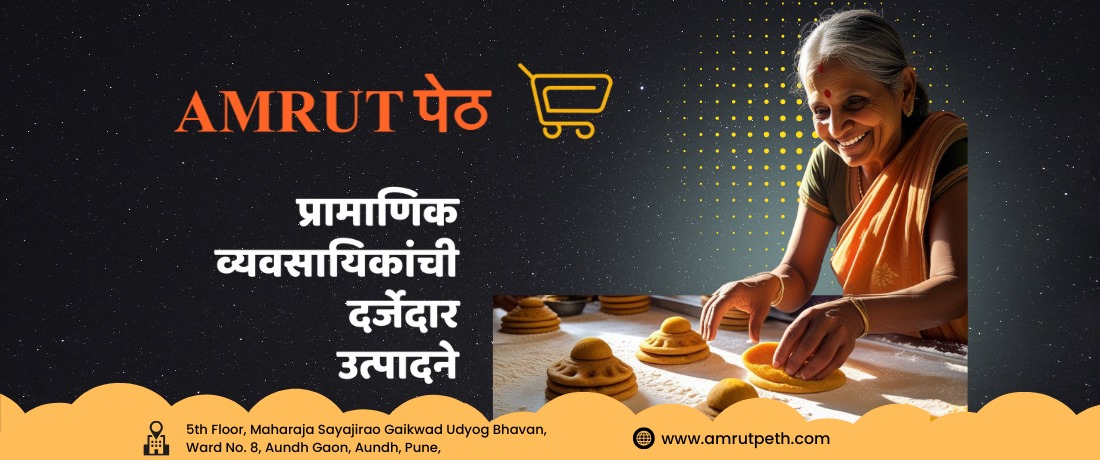 AMRUT पेठ
प्रामाणिक
व्यवसायिकांची
दर्जेदार
उत्पादने
5th Floor, Maharaja Sayajirao Gaikwad Udyog Bhavan,
Ward No. 8, Aundh Gaon, Aundh, Pune,
www.amrutpeth.com